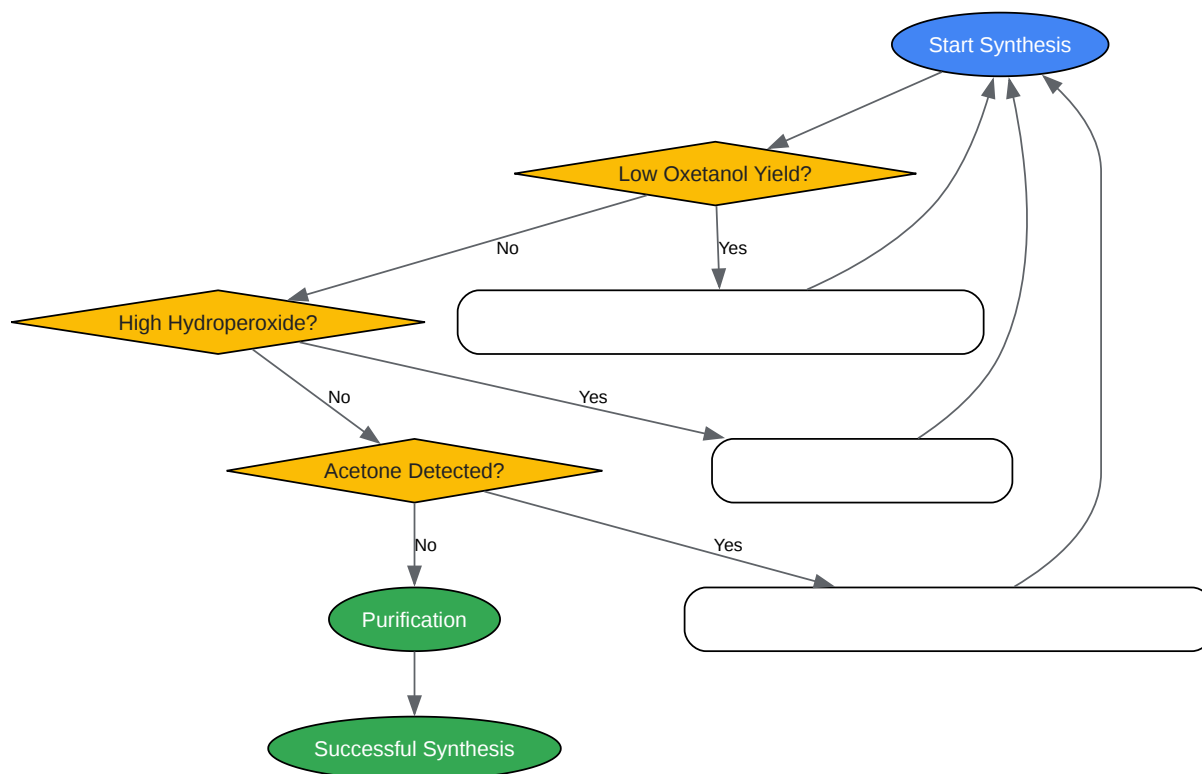 Start Synthesis
Low Oxetanol Yield?
No
Yes
High Hydroperoxide?
No
Yes
Acetone Detected?
No
Yes
Purification
Successful Synthesis